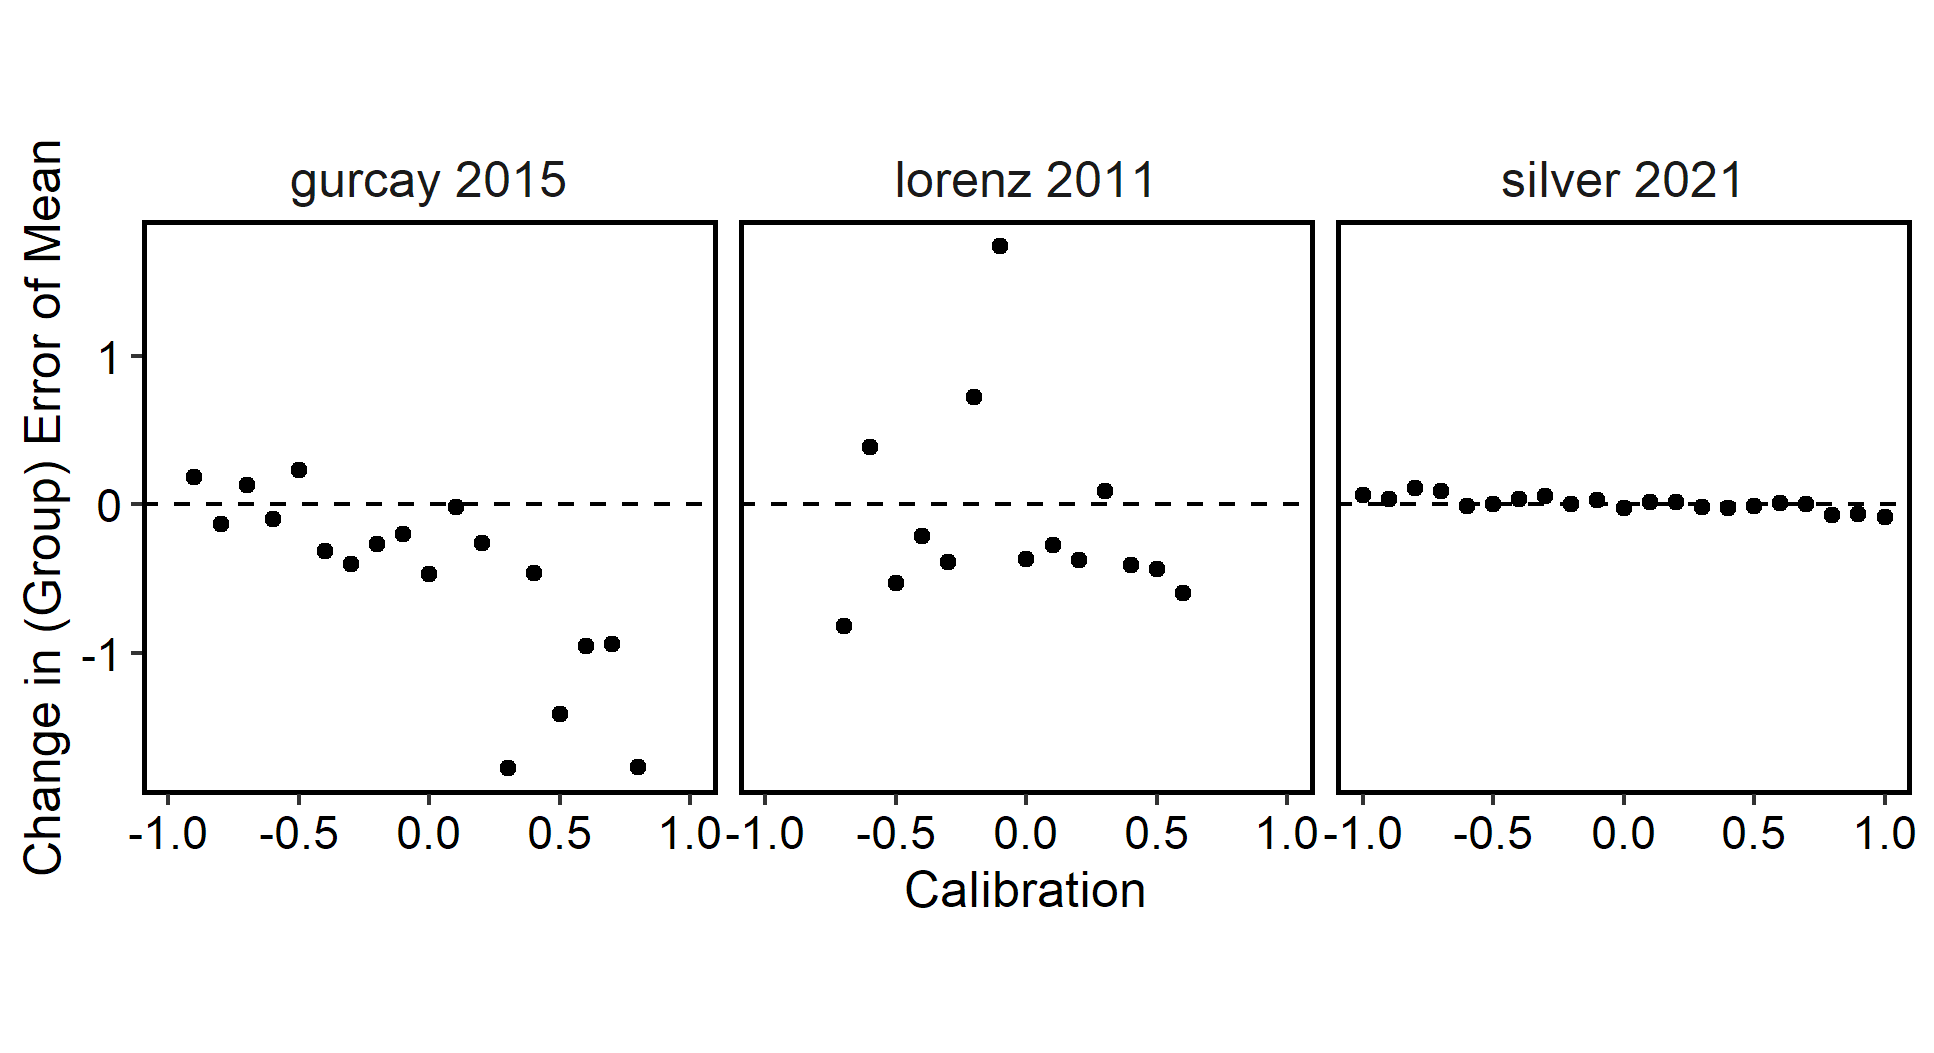 gurcay 2015
lorenz 2011
silver 2021
Change in (Group) Error of Mean
1
0
-1
-1.0 -0.5 0.0 0.5 1.0
-1.0 -0.5 0.0 0.5 1.0
-1.0 -0.5 0.0 0.5 1.0
Calibration